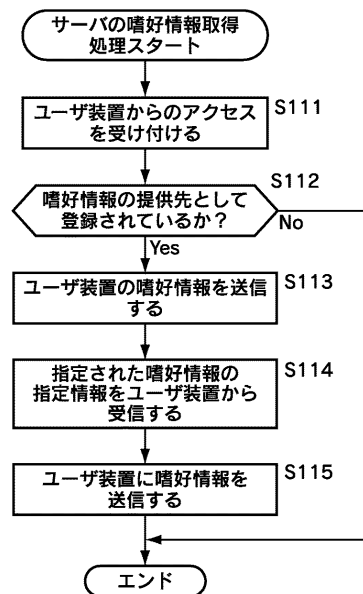 サーバの嗜好情報取得
処理スタート
ユーザ装置からのアクセス
を受け付ける
S111
嗜好情報の提供先として
登録されているか？
S112
No
Yes
ユーザ装置の嗜好情報を送信
する
S113
指定された嗜好情報の
指定情報をユーザ装置から
受信する
S114
ユーザ装置に嗜好情報を
送信する
S115
エンド